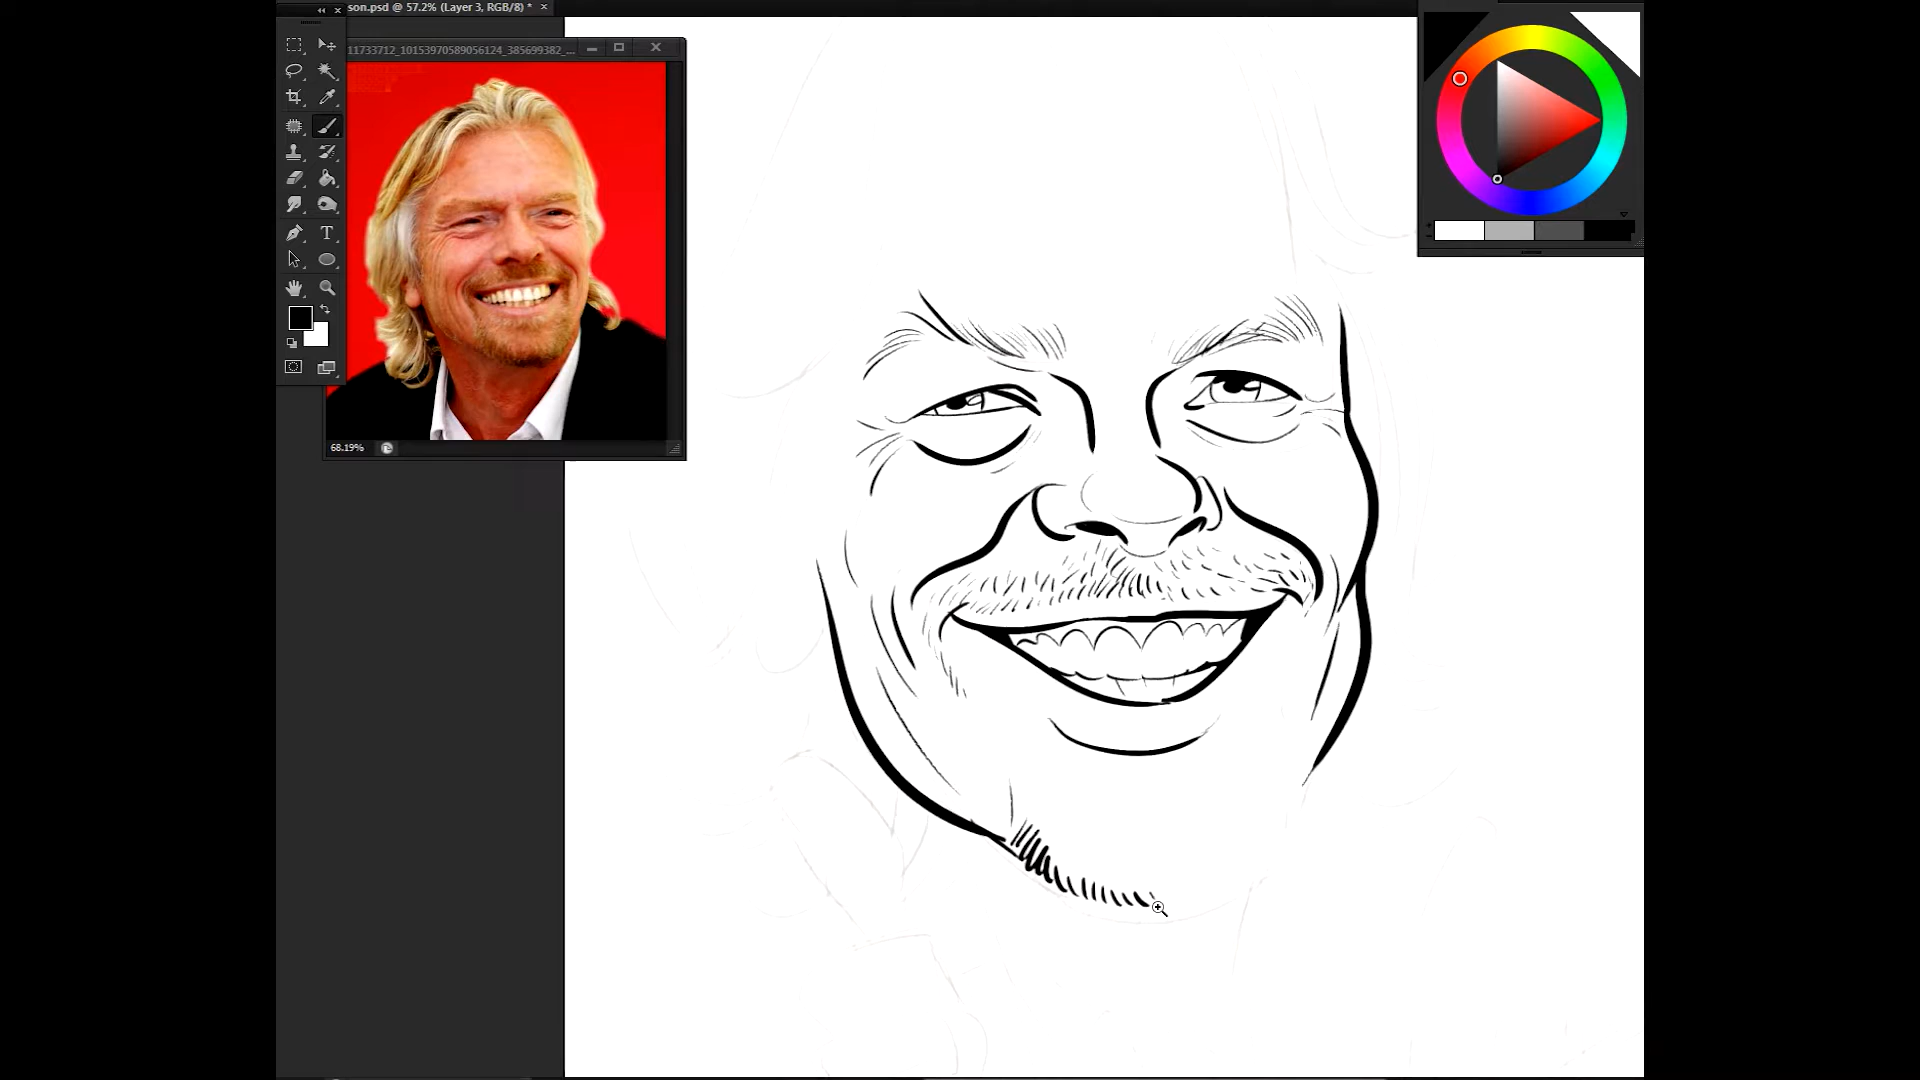 son.psd @ 57.2% (Layer 3, RGB/8) *
11733712_10153970589056124_385699382_...
T
68.19%